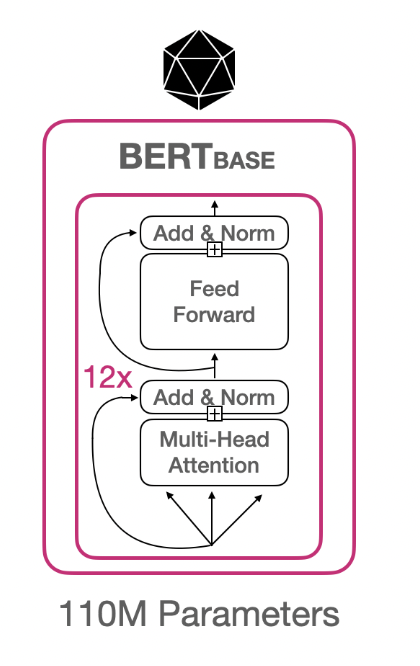 BERTBASE
Add & Norm
Feed
Forward
12x
Add & Norm
Multi-Head
Attention
110M Parameters